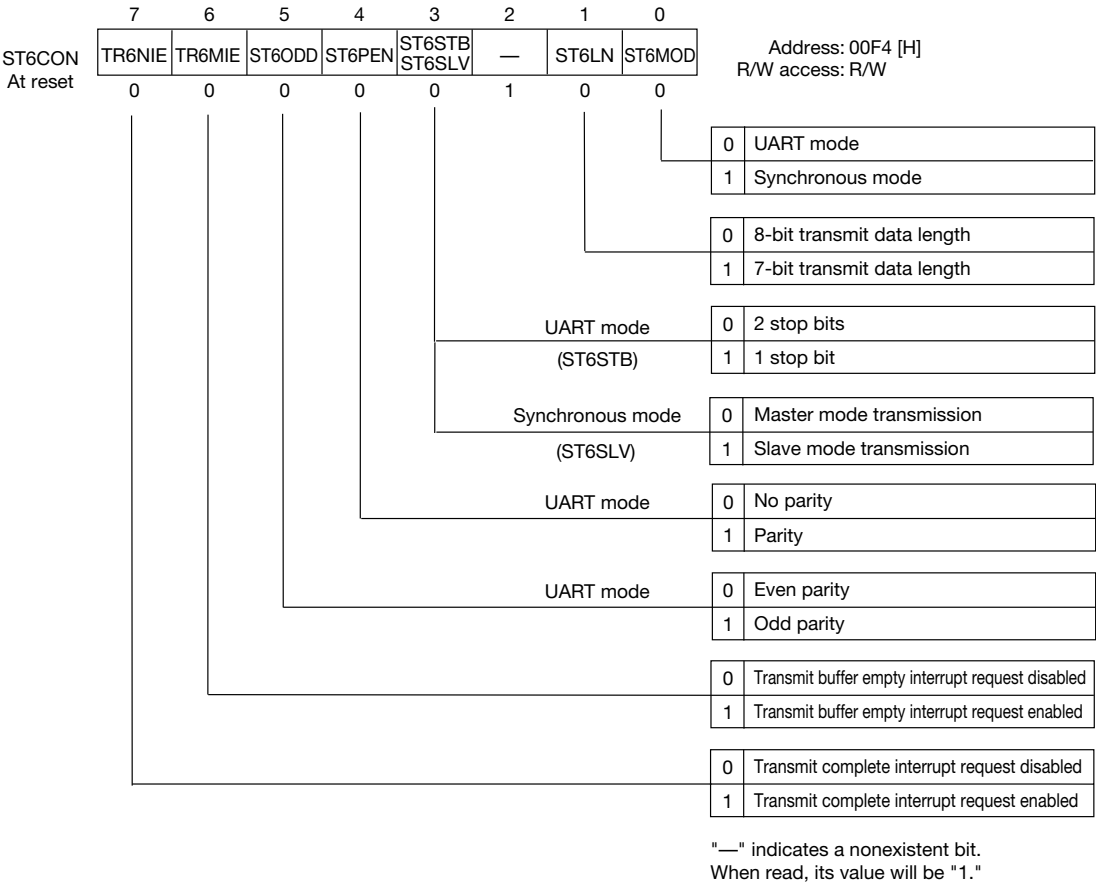 7 6 5 4 3 2 1 0
ST6CON TR6NIE TR6MIE ST6ODD ST6PEN ST6STB ST6SLV — ST6LN ST6MOD
At reset 0 0 0 0 0 1 0 0
Address: 00F4 [H]
R/W access: R/W
0 UART mode
1 Synchronous mode
0 8-bit transmit data length
1 7-bit transmit data length
UART mode
(ST6STB)
0 2 stop bits
1 1 stop bit
Synchronous mode
(ST6SLV)
0 Master mode transmission
1 Slave mode transmission
UART mode
0 No parity
1 Parity
UART mode
0 Even parity
1 Odd parity
0 Transmit buffer empty interrupt request disabled
1 Transmit buffer empty interrupt request enabled
0 Transmit complete interrupt request disabled
1 Transmit complete interrupt request enabled
"—" indicates a nonexistent bit.
When read, its value will be "1."